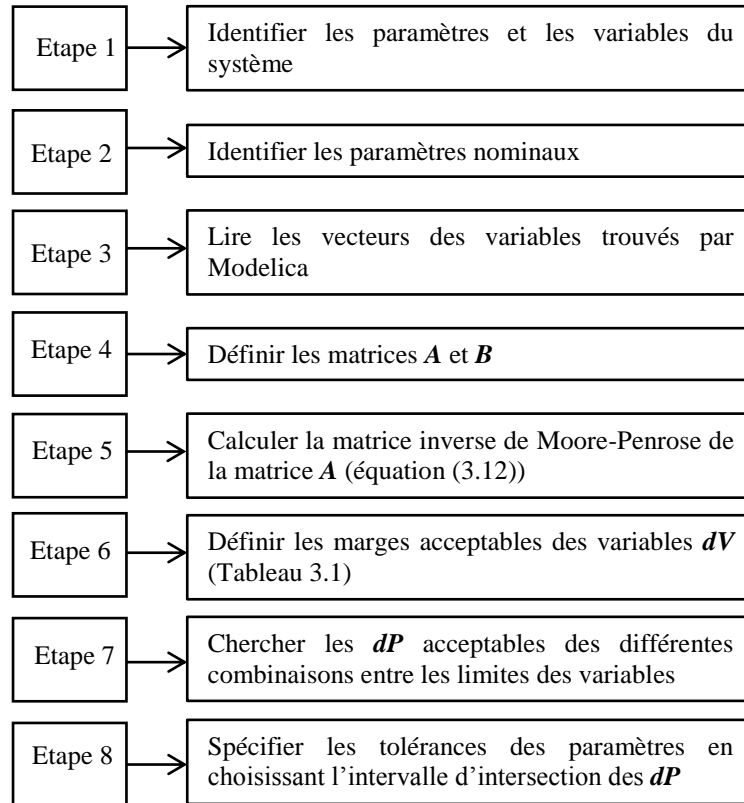 Etape 1
Identifier les paramètres et les variables du
système
Etape 2
Identifier les paramètres nominaux
Etape 3
Lire les vecteurs des variables trouvés par
Modelica
Etape 4
Définir les matrices A et B
Etape 5
Calculer la matrice inverse de Moore-Penrose de
la matrice A (équation (3.12))
Etape 6
Définir les marges acceptables des variables dV
(Tableau 3.1)
Etape 7
Chercher les dP acceptables des différentes
combinaisons entre les limites des variables
Etape 8
Spécifier les tolérances des paramètres en
choisissant l’intervalle d’intersection des dP